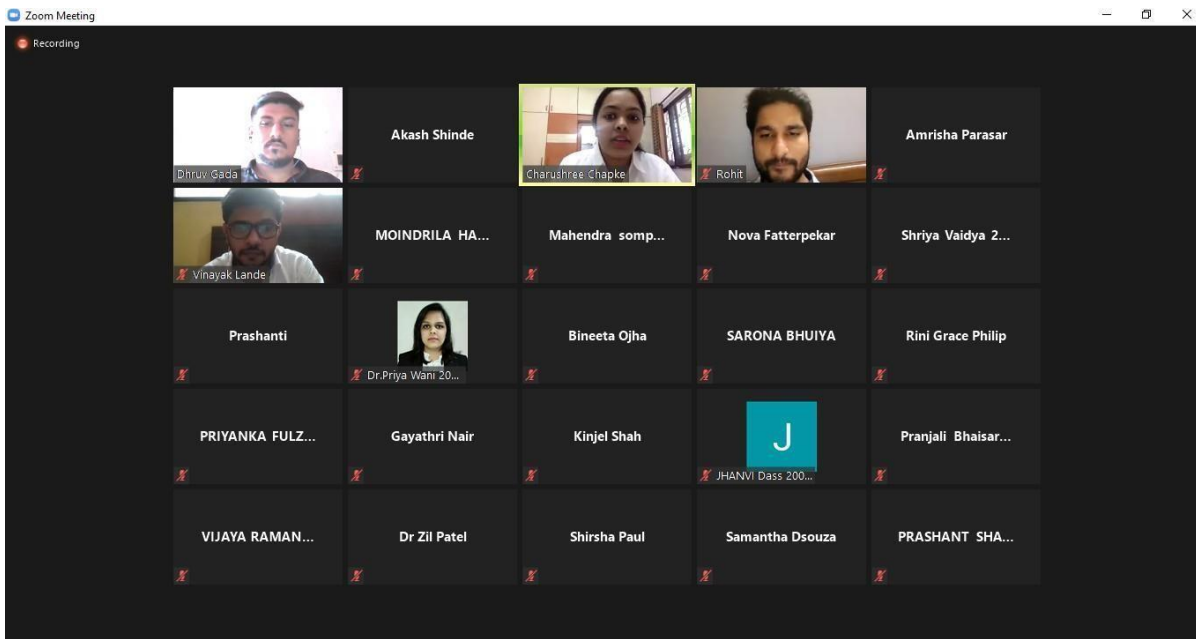 Zoom Meeting
Recording
Dhruv Gada
Akash Shinde
Charushree Chapke
Rohit
Amrisha Parasar
Vinayak Lande
MOINDRILA HA...
Mahendra somp...
Nova Fatterpekar
Shriya Vaidya 2...
Prashanti
Dr.Priya Wani 20...
Bineeta Ojha
SARONA BHUIYA
Rini Grace Philip
PRIYANKA FULZ...
Gayathri Nair
Kinjel Shah
J
JHANVI Dass 200...
Pranjali Bhaisar...
VIJAYA RAMAN...
Dr Zil Patel
Shirsha Paul
Samantha Dsouza
PRASHANT SHA...